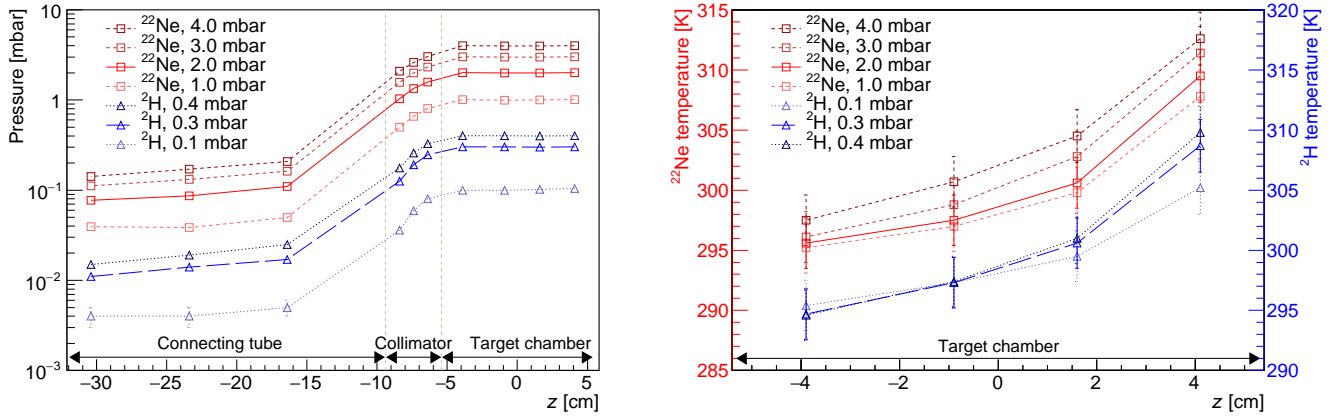 Pressure [mbar]
10
1
10⁻¹
10⁻²
10⁻³
²²Ne, 4.0 mbar
²²Ne, 3.0 mbar
²²Ne, 2.0 mbar
²²Ne, 1.0 mbar
²H, 0.4 mbar
²H, 0.3 mbar
²H, 0.1 mbar
Connecting tube
Collimator
Target chamber
−30 −25 −20 −15 −10 −5 0 5
z [cm]
²²Ne temperature [K]
315
310
305
300
295
290
285
²²Ne, 4.0 mbar
²²Ne, 3.0 mbar
²²Ne, 2.0 mbar
²²Ne, 1.0 mbar
²H, 0.1 mbar
²H, 0.3 mbar
²H, 0.4 mbar
Target chamber
−4 −2 0 2 4
z [cm]
320
315
310
305
300
295
290
²H temperature [K]